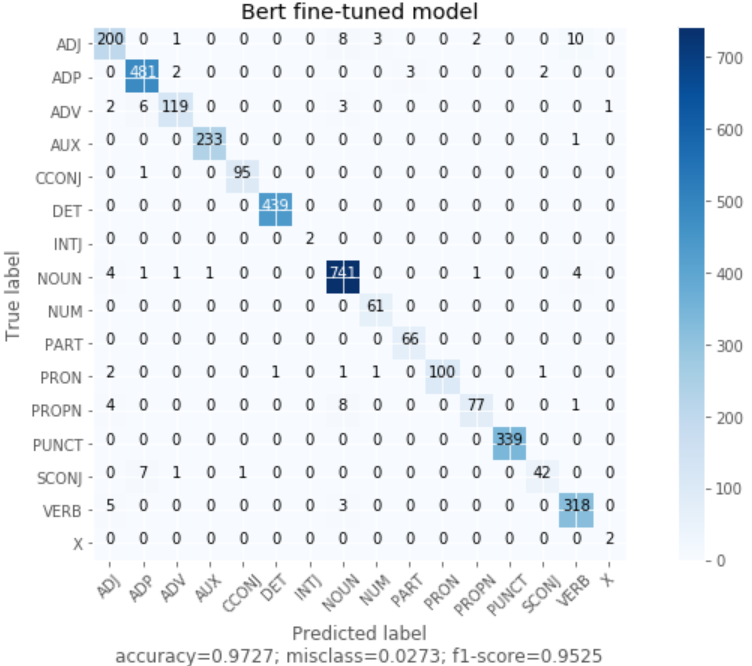 Bert fine-tuned model
ADJ 200 0 1 0 0 0 0 8 3 0 0 2 0 0 10 0
ADP 0 481 2 0 0 0 0 0 0 3 0 0 0 2 0 0 700
ADV 2 6 119 0 0 0 0 3 0 0 0 0 0 0 0 1
AUX 0 0 0 233 0 0 0 0 0 0 0 0 0 0 1 0 600
CCONJ 0 1 0 0 95 0 0 0 0 0 0 0 0 0 0 0
DET 0 0 0 0 0 439 0 0 0 0 0 0 0 0 0 0 500
INTJ 0 0 0 0 0 0 2 0 0 0 0 0 0 0 0 0
True label
NOUN 4 1 1 1 0 0 0 741 0 0 0 1 0 0 4 0 400
NUM 0 0 0 0 0 0 0 0 61 0 0 0 0 0 0 0
PART 0 0 0 0 0 0 0 0 0 66 0 0 0 0 0 0 300
PRON 2 0 0 0 0 1 0 1 1 0 100 0 0 1 0 0
PROPN 4 0 0 0 0 0 0 8 0 0 0 77 0 0 1 0 200
PUNCT 0 0 0 0 0 0 0 0 0 0 0 0 339 0 0 0
SCONJ 0 7 1 0 1 0 0 0 0 0 0 0 0 42 0 0 100
VERB 5 0 0 0 0 0 0 3 0 0 0 0 0 0 318 0
X 0 0 0 0 0 0 0 0 0 0 0 0 0 0 0 2 0
ADJ ADP ADV AUX CCONJ DET INTJ NOUN NUM PART PRON PROPN PUNCT SCONJ VERB X
Predicted label
accuracy=0.9727; misclass=0.0273; f1-score=0.9525